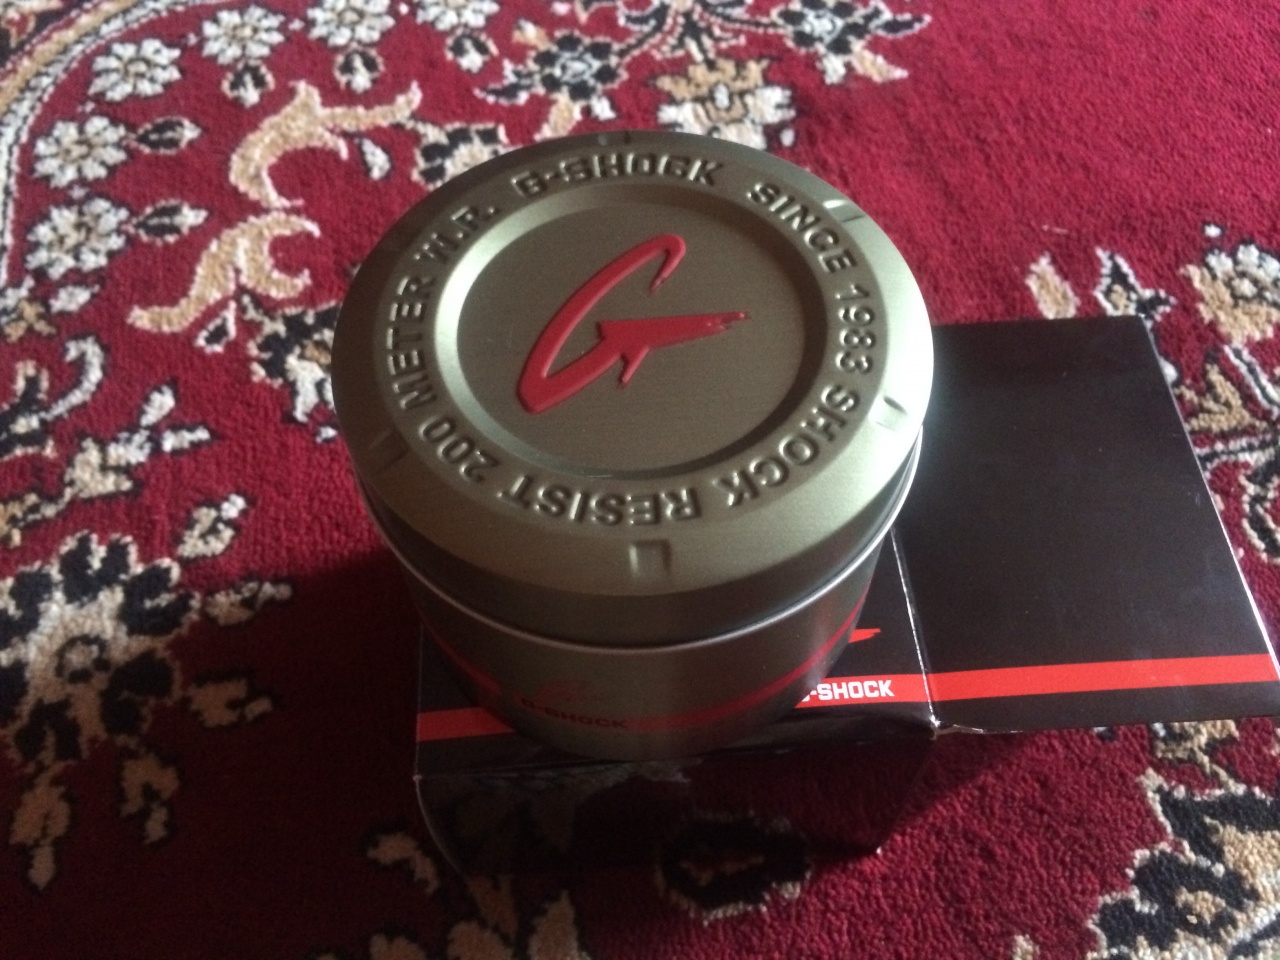 G-SHOCK SINCE 1983 SHOCK RESIST 200 METER W.R.
G
G-SHOCK
G-SHOCK